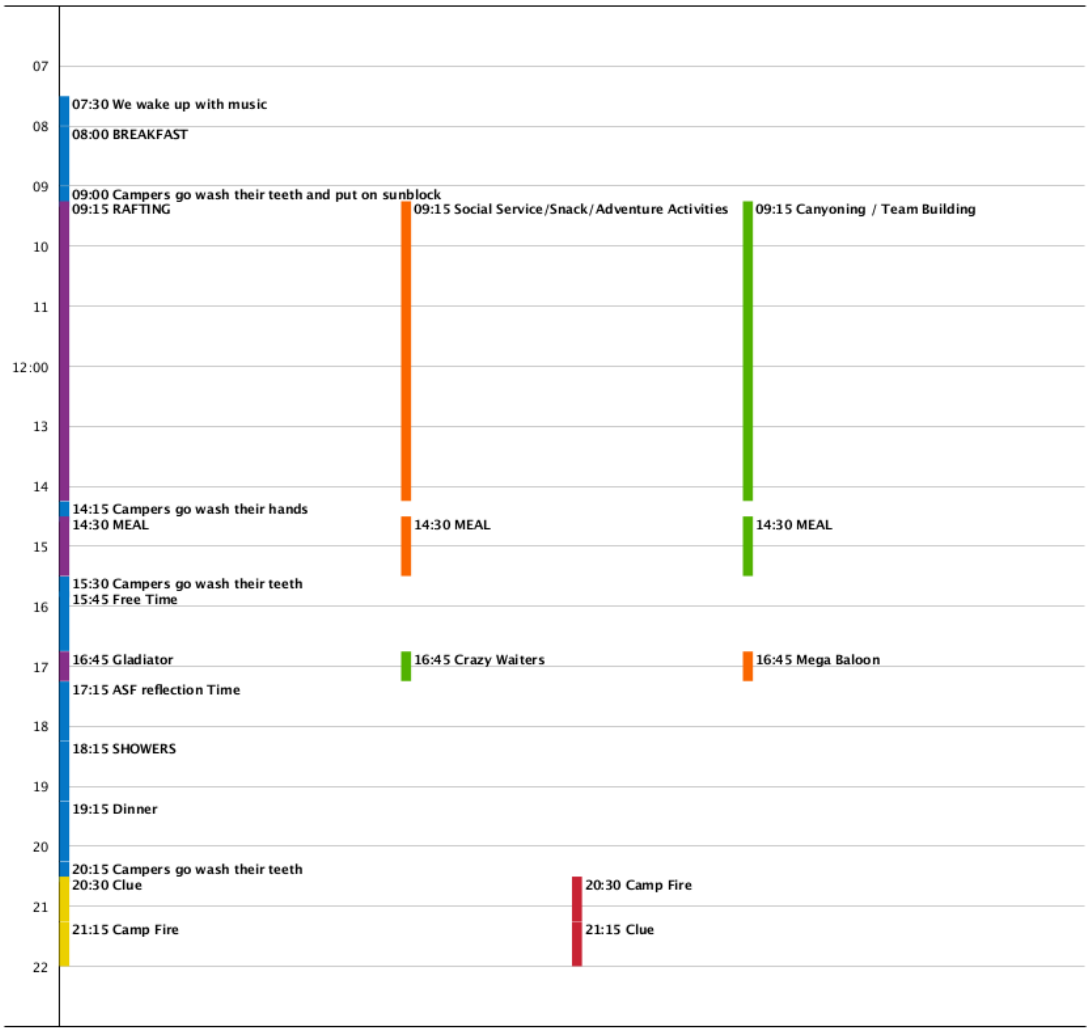 07
07:30 We wake up with music
08
08:00 BREAKFAST
09
09:00 Campers go wash their teeth and put on sunblock
09:15 RAFTING
09:15 Social Service/Snack/Adventure Activities
09:15 Canyoning / Team Building
10
11
12:00
13
14
14:15 Campers go wash their hands
14:30 MEAL
14:30 MEAL
14:30 MEAL
15
15:30 Campers go wash their teeth
15:45 Free Time
16
16:45 Gladiator
16:45 Crazy Waiters
16:45 Mega Baloon
17
17:15 ASF reflection Time
18
18:15 SHOWERS
19
19:15 Dinner
20
20:15 Campers go wash their teeth
20:30 Clue
20:30 Camp Fire
21
21:15 Camp Fire
21:15 Clue
22